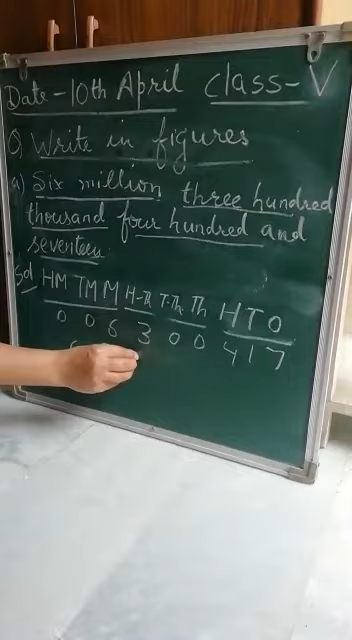 Date - 10th April Class - V
Q) Write in figures
a) Six million three hundred
thousand four hundred and
seventeen.
Sol HM TM M H-Th T-Th Th H T O
0 0 6 3 0 0 4 1 7